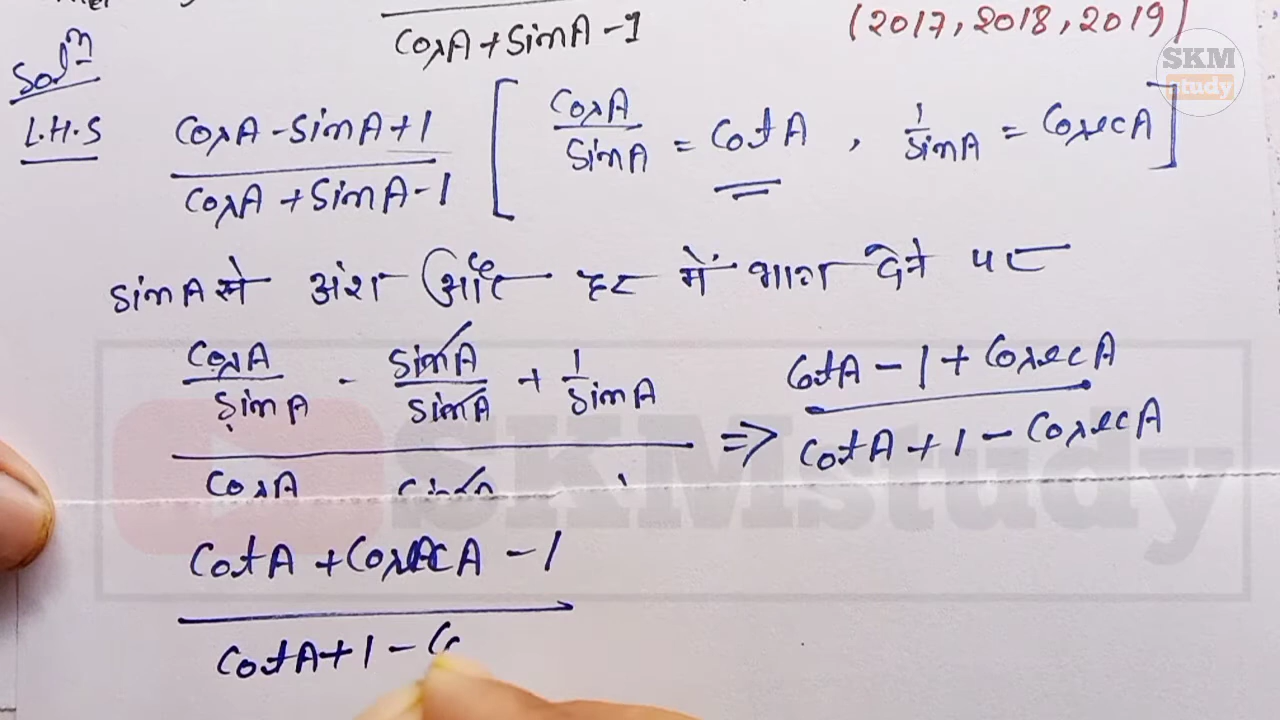 CosA + SinA - 1
(2017, 2018, 2019)
SKM
study
Solⁿ
L.H.S
CosA - SinA + 1 / CosA + SinA - 1 [ CosA / SinA = CotA , 1 / SinA = CosecA ]
SinA से अंश और हर में भाग देने पर
CosA / SinA - SinA / SinA + 1 / SinA
CosA SinA
⇒ CotA - 1 + CosecA / CotA + 1 - CosecA
SKMstudy
CotA + CosecA - 1
CotA + 1 - C